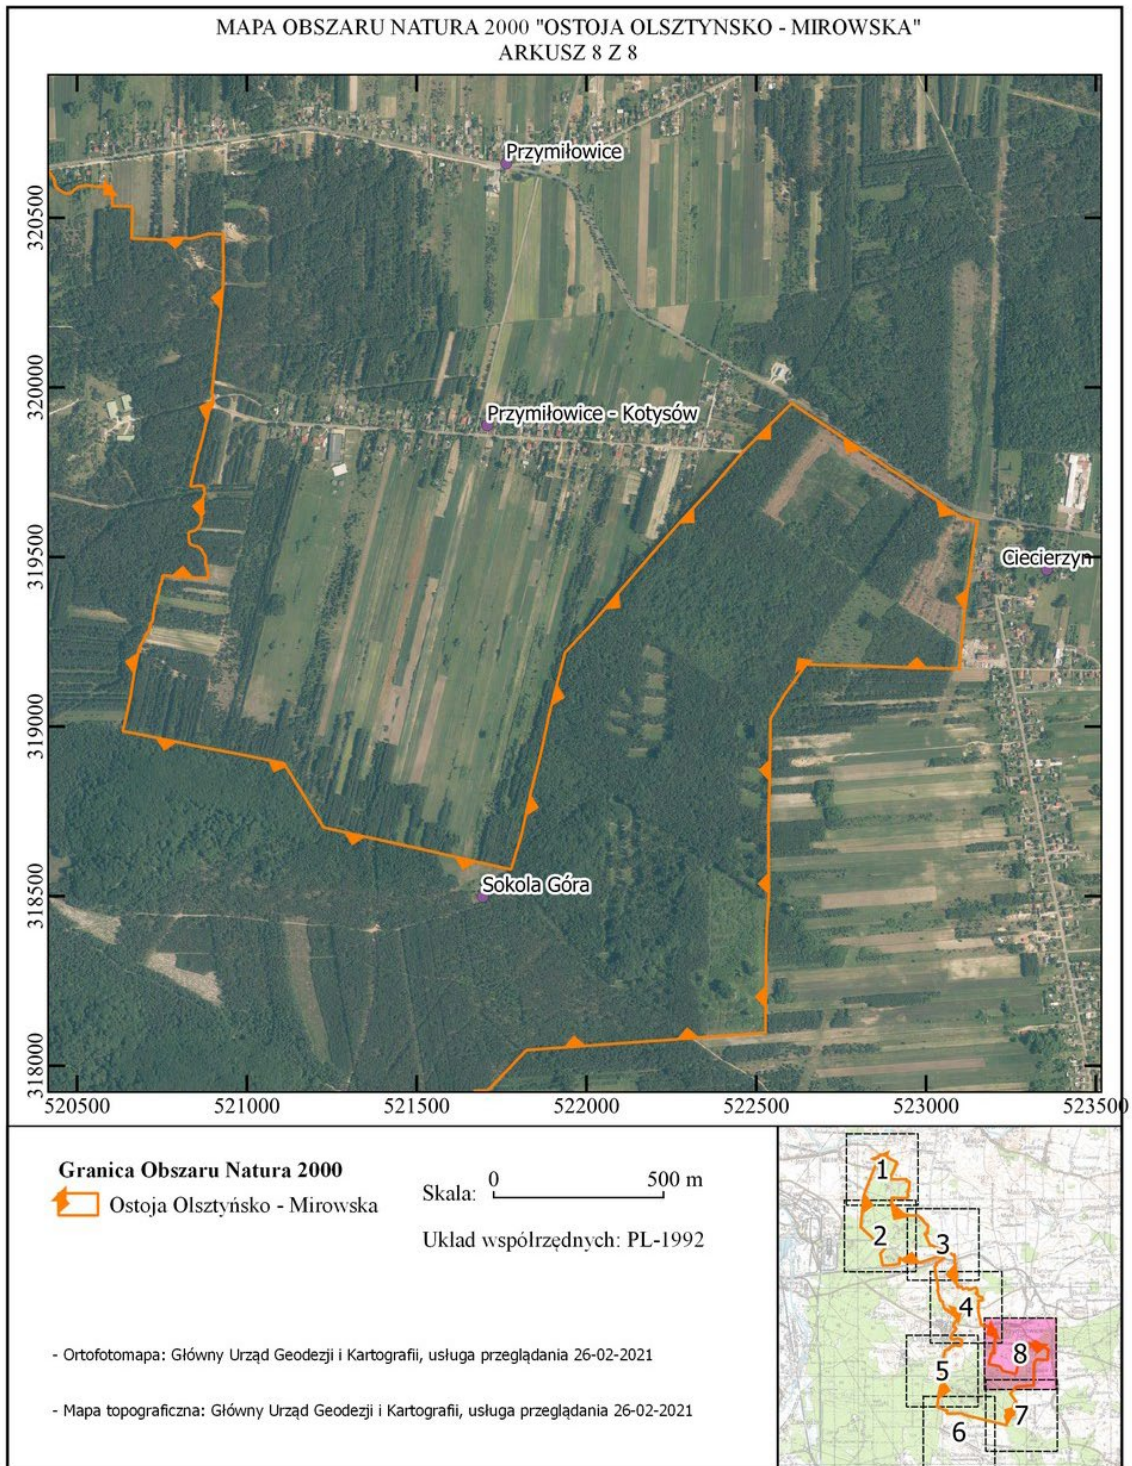 MAPA OBSZARU NATURA 2000 "OSTOJA OLSZTYNSKO - MIROWSKA"
ARKUSZ 8 Z 8
Przymiłowice
320500
320000
Przymiłowice - Kotysów
319500
Ciecierzyn
319000
Sokola Góra
318500
318000
520500 521000 521500 522000 522500 523000 523500
Granica Obszaru Natura 2000
Ostoja Olsztyńsko - Mirowska
Skala: 0 500 m
Układ współrzędnych: PL-1992
- Ortofotomapa: Główny Urząd Geodezji i Kartografii, usługa przeglądania 26-02-2021
- Mapa topograficzna: Główny Urząd Geodezji i Kartografii, usługa przeglądania 26-02-2021
1
2
3
4
8
5
7
6